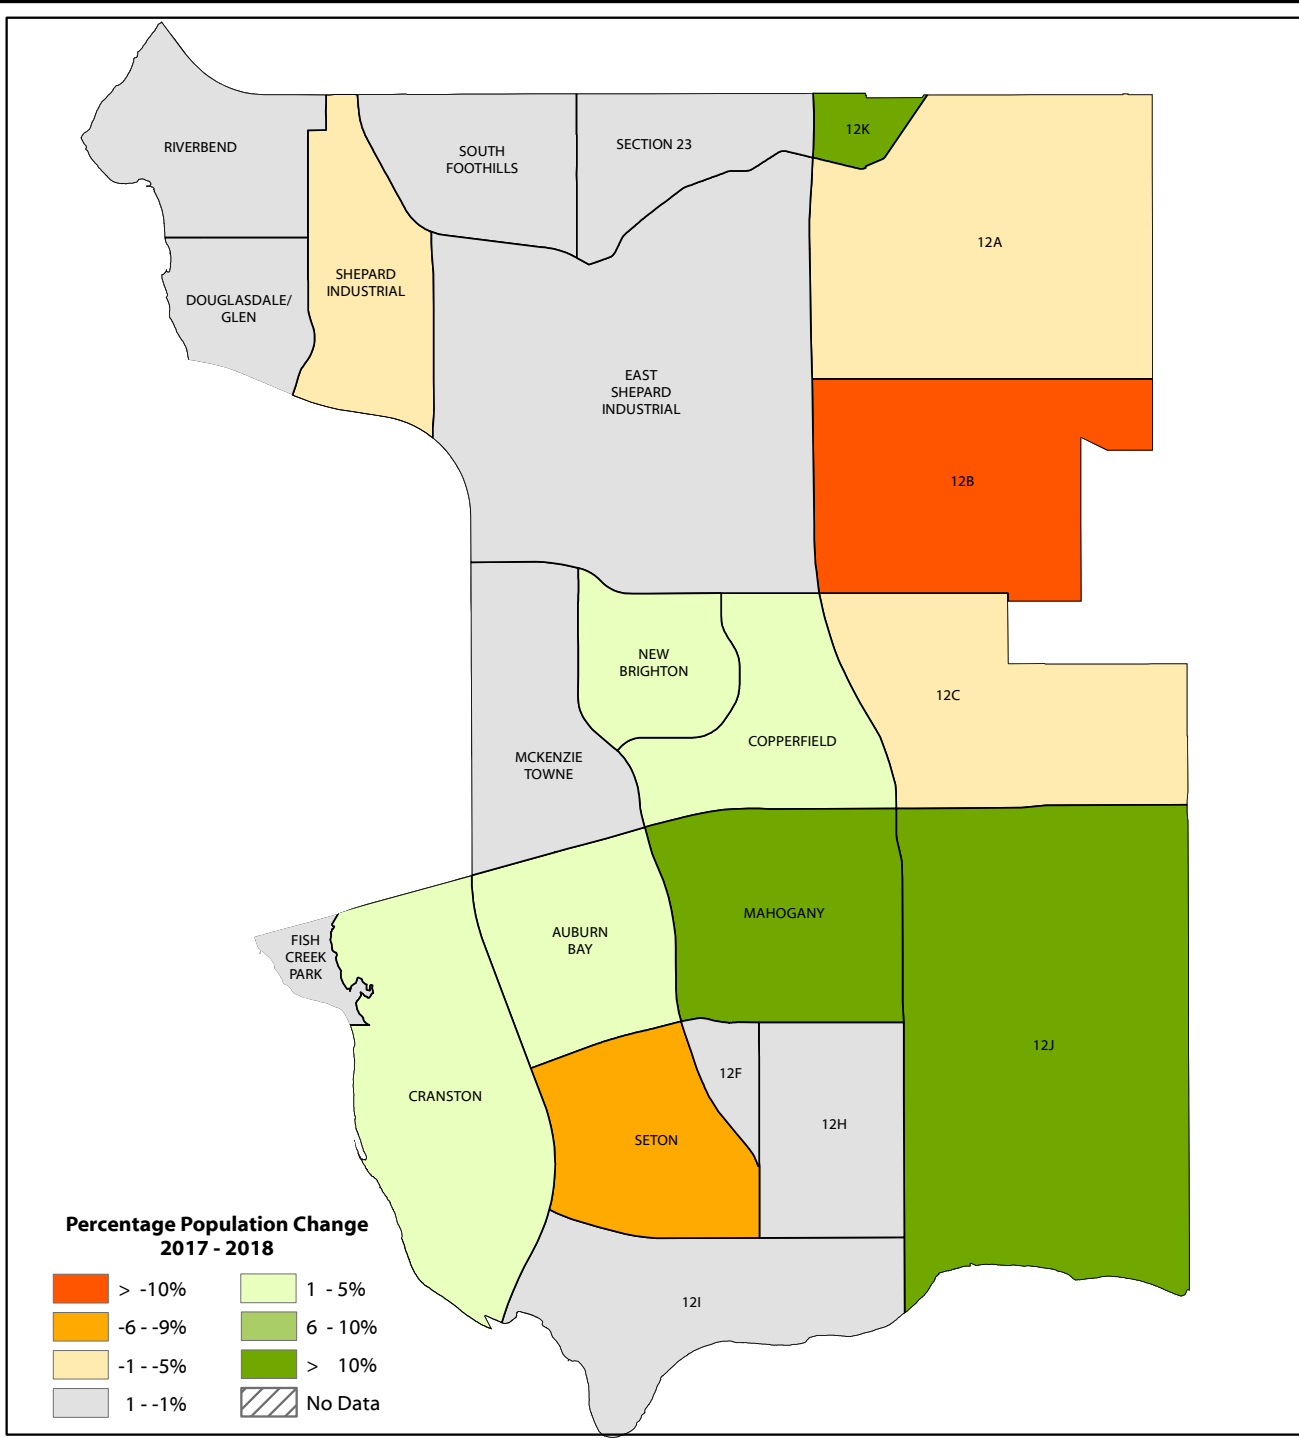 12K
RIVERBEND
SOUTH
FOOTHILLS
SECTION 23
12A
SHEPARD
INDUSTRIAL
DOUGLASDALE/
GLEN
EAST
SHEPARD
INDUSTRIAL
12B
NEW
BRIGHTON
12C
COPPERFIELD
MCKENZIE
TOWNE
MAHOGANY
AUBURN
BAY
FISH
CREEK
PARK
12J
12F
CRANSTON
12H
SETON
12I
Percentage Population Change
2017 - 2018
> -10%
-6 - -9%
-1 - -5%
1 - -1%
1 - 5%
6 - 10%
> 10%
No Data